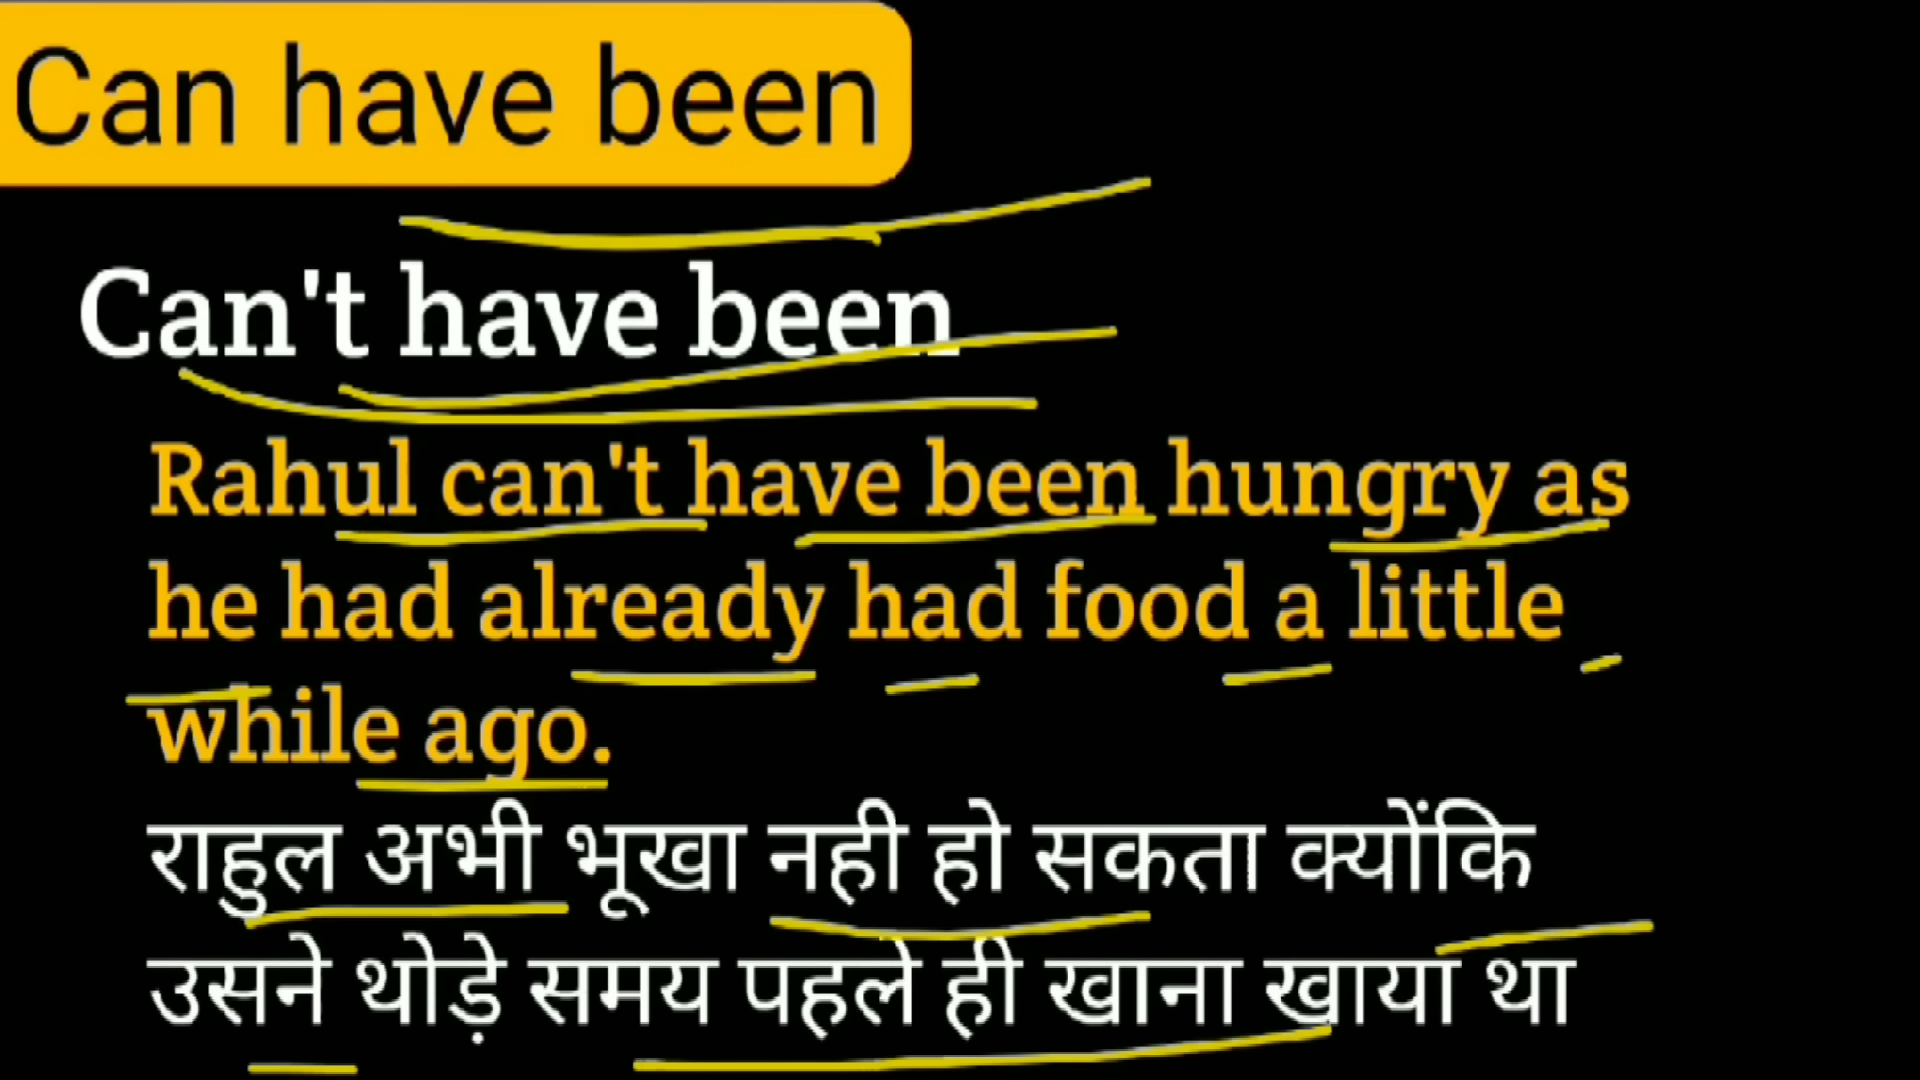 Can have been
Can't have been
Rahul can't have been hungry as
he had already had food a little
while ago.
राहुल अभी भूखा नही हो सकता क्योंकि
उसने थोड़े समय पहले ही खाना खाया था